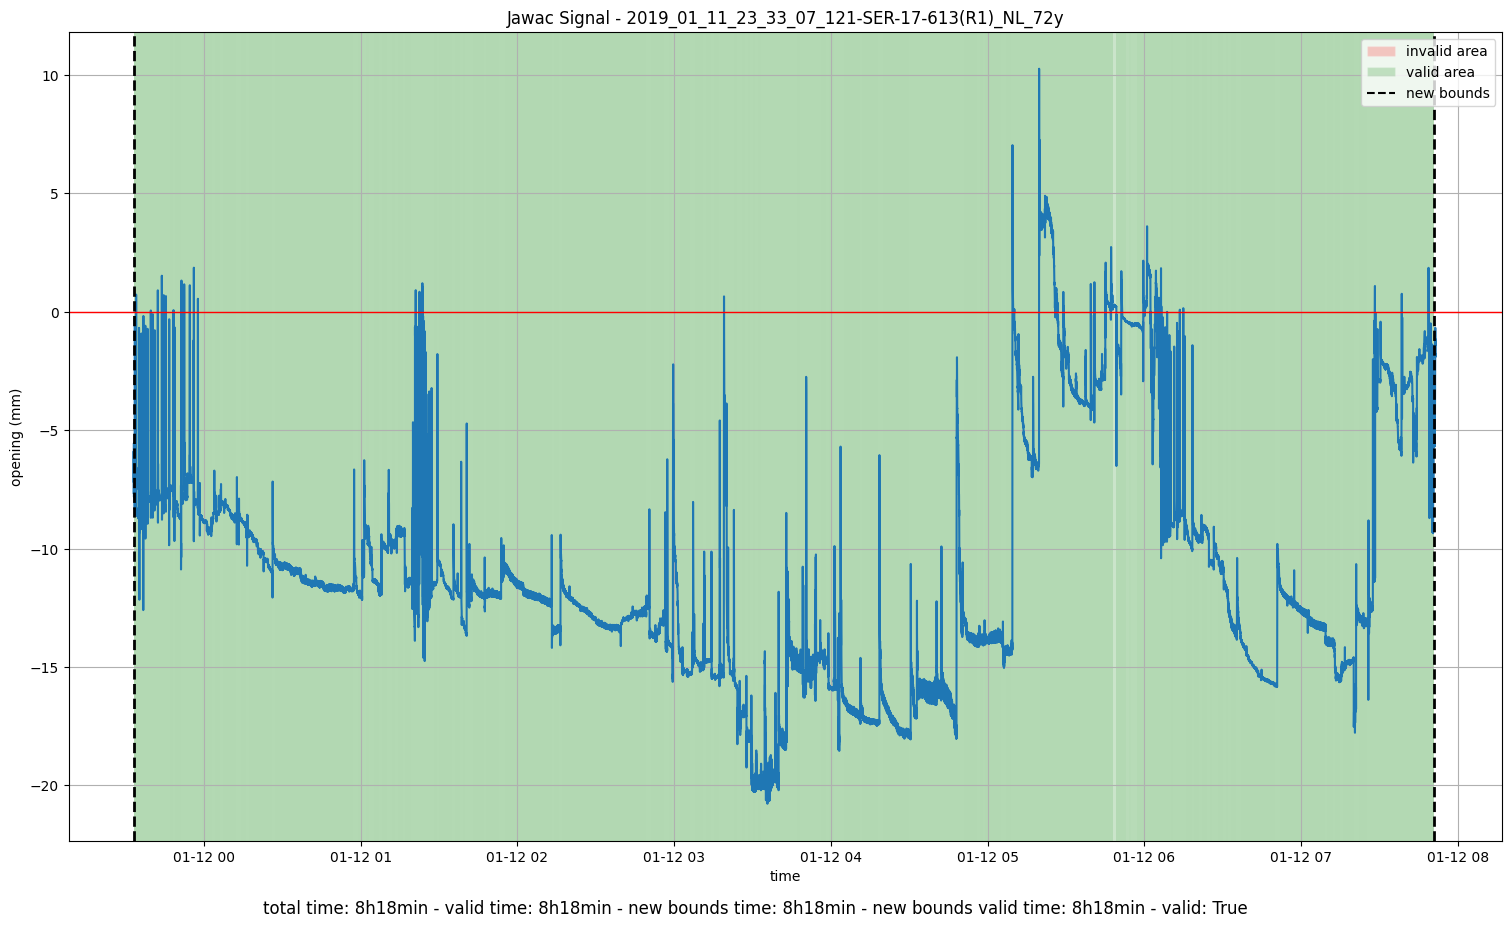 Jawac Signal - 2019_01_11_23_33_07_121-SER-17-613(R1)_NL_72y
invalid area
valid area
new bounds
opening (mm)
10
5
0
−5
−10
−15
−20
01-12 00
01-12 01
01-12 02
01-12 03
01-12 04
01-12 05
01-12 06
01-12 07
01-12 08
time
total time: 8h18min - valid time: 8h18min - new bounds time: 8h18min - new bounds valid time: 8h18min - valid: True